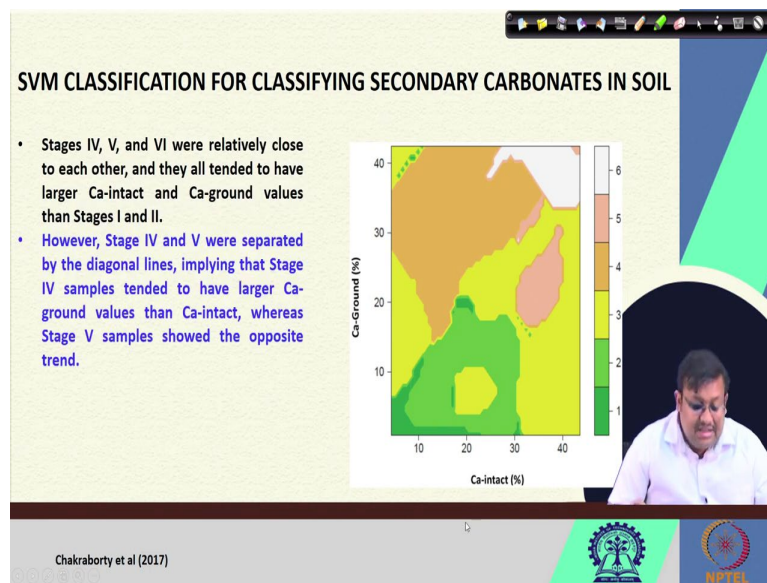 SVM CLASSIFICATION FOR CLASSIFYING SECONDARY CARBONATES IN SOIL
• Stages IV, V, and VI were relatively close
to each other, and they all tended to have
larger Ca-intact and Ca-ground values
than Stages I and II.
• However, Stage IV and V were separated
by the diagonal lines, implying that Stage
IV samples tended to have larger Ca-
ground values than Ca-intact, whereas
Stage V samples showed the opposite
trend.
Ca-Ground (%)
40
30
20
10
10 20 30 40
Ca-intact (%)
6
5
4
3
2
1
Chakraborty et al (2017)
NPTEL